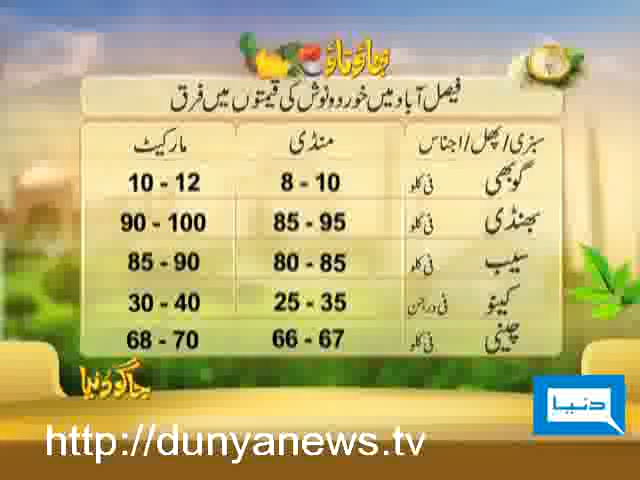 بھاؤ تاؤ
فیصل آباد میں خوردونوش کی قیمتوں میں فرق
سبزی/پھل/اجناس منڈی مارکیٹ
گوبھی فی کلو 8 - 10 10 - 12
بھنڈی فی کلو 85 - 95 90 - 100
سیب فی کلو 80 - 85 85 - 90
کینو فی درجن 25 - 35 30 - 40
چینی فی کلو 66 - 67 68 - 70
جاگو دنیا
دنیا
http://dunyanews.tv